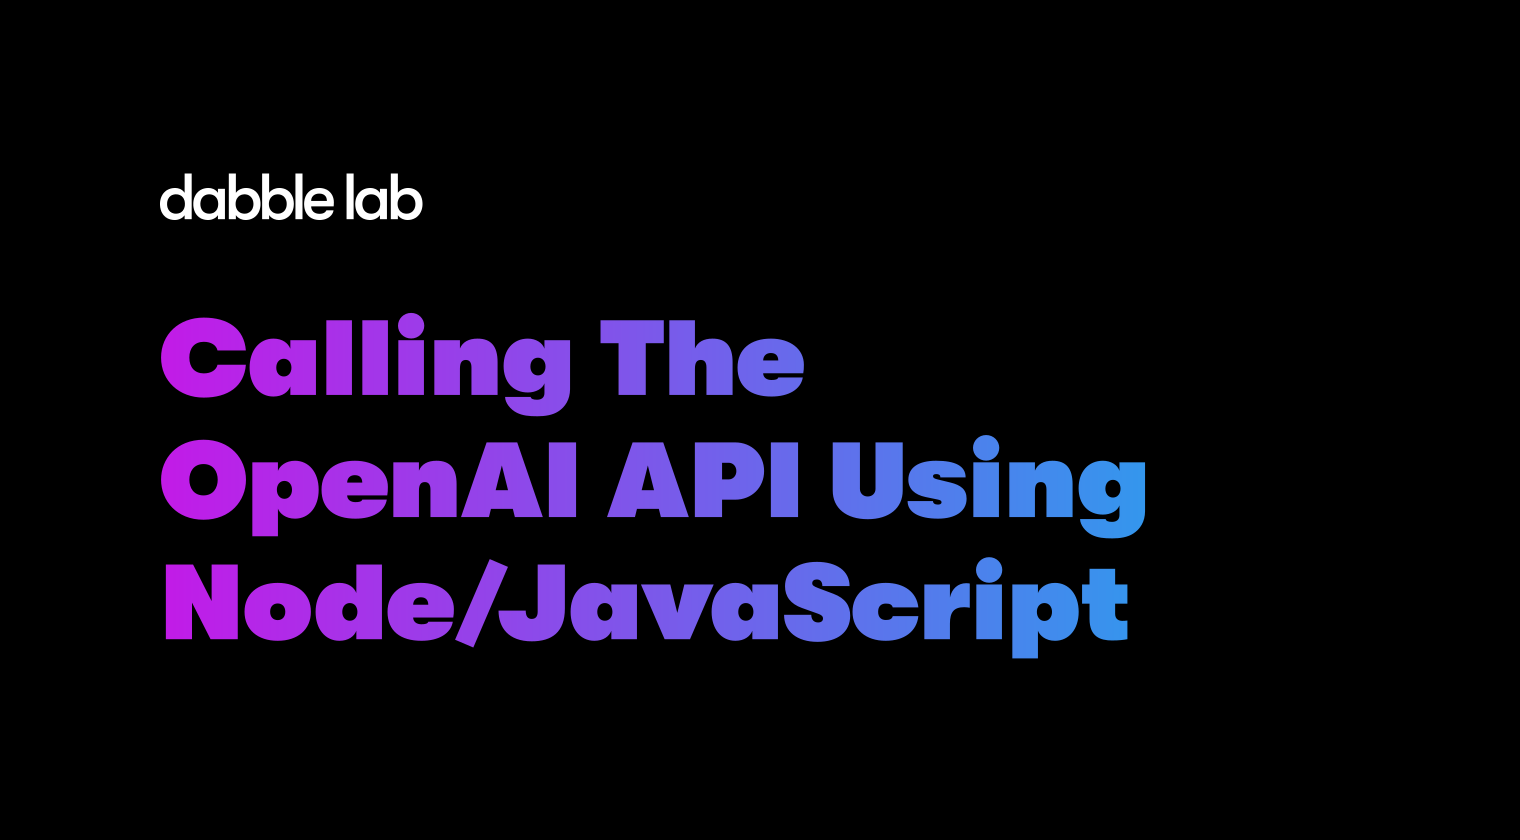 dabble lab
Calling The
OpenAI API Using
Node/JavaScript